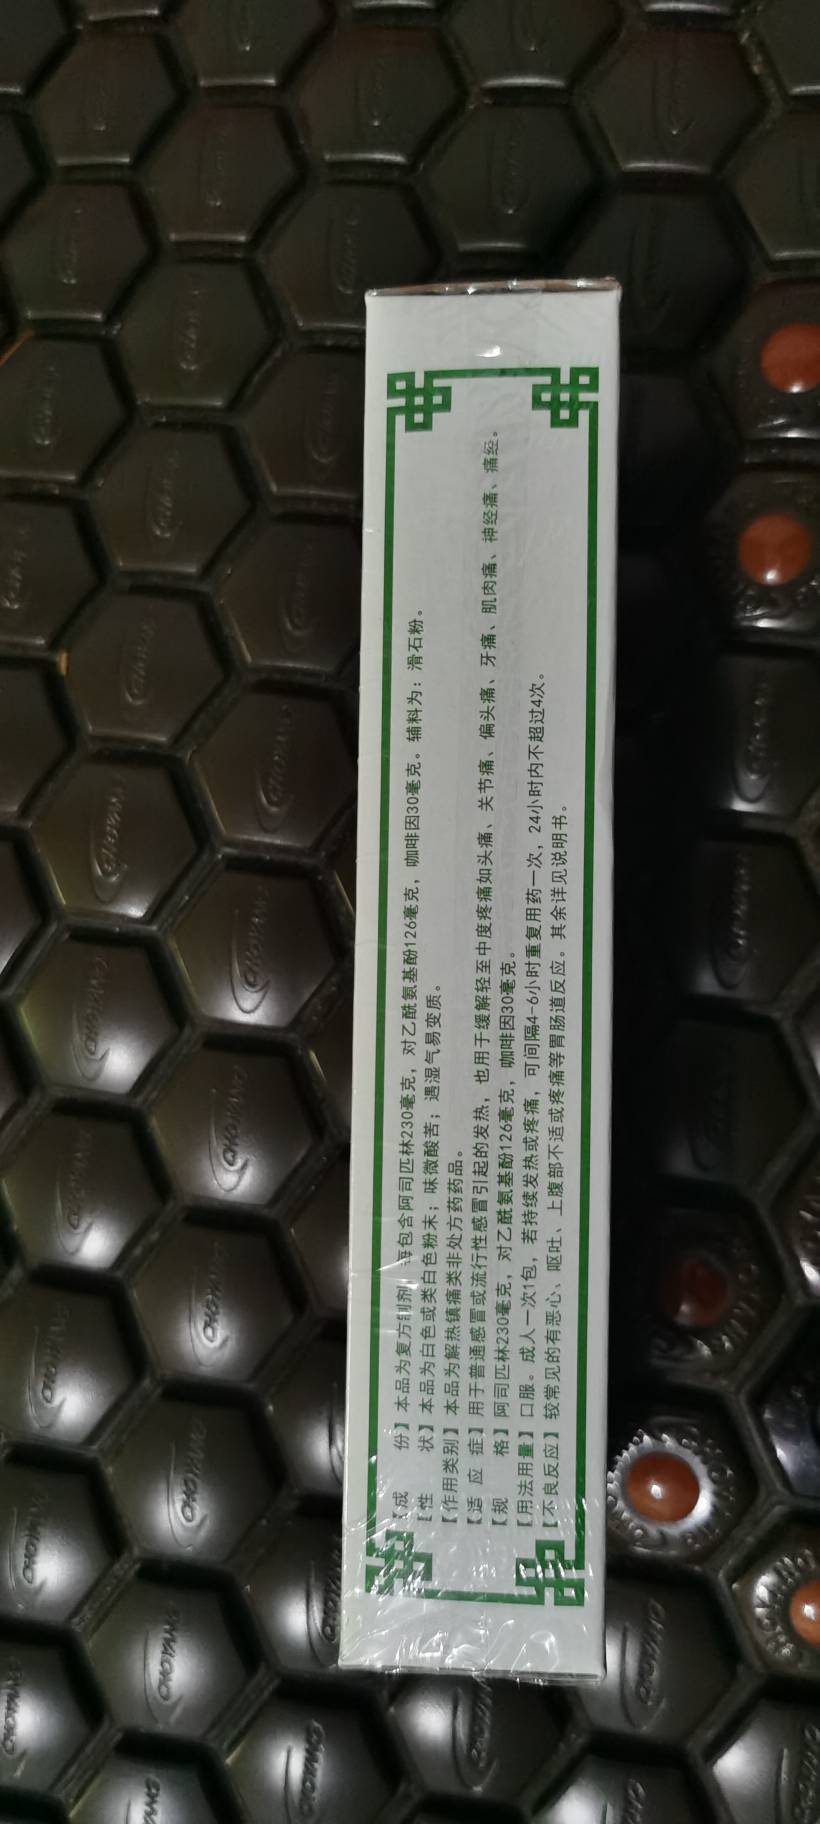 【成 份】本品为复方制剂，每包含阿司匹林230毫克，对乙酰氨基酚126毫克，咖啡因30毫克。辅料为：滑石粉。
【性 状】本品为白色或类白色粉末；味微酸苦；遇湿气易变质。
【作用类别】本品为解热镇痛类非处方药药品。
【适 应 症】用于普通感冒或流行性感冒引起的发热，也用于缓解轻至中度疼痛如头痛、关节痛、偏头痛、牙痛、肌肉痛、神经痛、痛经。
【规 格】阿司匹林230毫克，对乙酰氨基酚126毫克，咖啡因30毫克。
【用法用量】口服。成人一次1包，若持续发热或疼痛，可间隔4-6小时重复用药一次，24小时内不超过4次。
【不良反应】较常见的有恶心、呕吐、上腹部不适或疼痛等胃肠道反应。其余详见说明书。
CHOYANG
CHOYANG
CHOYANG
CHOYANG
CHOYANG
CHOYANG
CHOYANG
CHOYANG
CHOYANG
CHOYANG
CHOYANG